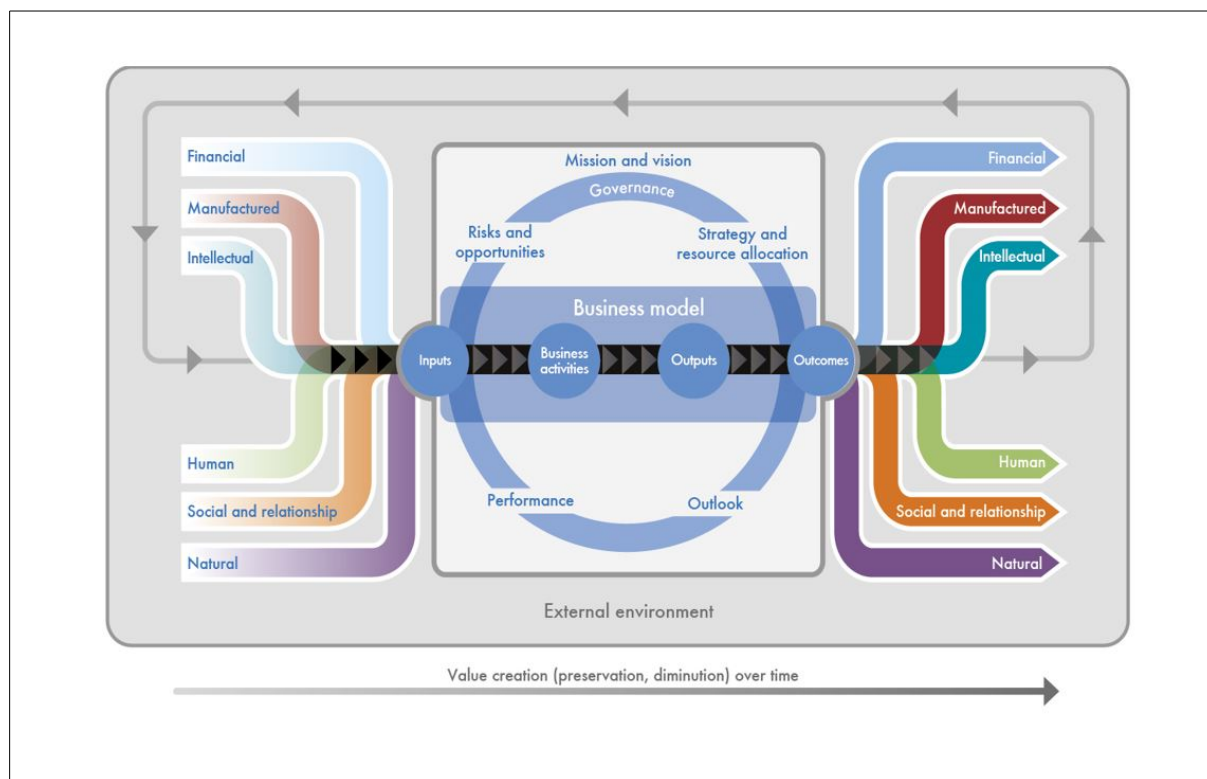 Financial
Manufactured
Intellectual
Human
Social and relationship
Natural
Mission and vision
Governance
Risks and
opportunities
Strategy and
resource allocation
Business model
Inputs
Business
activities
Outputs
Outcomes
Performance
Outlook
Financial
Manufactured
Intellectual
Human
Social and relationship
Natural
External environment
Value creation (preservation, diminution) over time